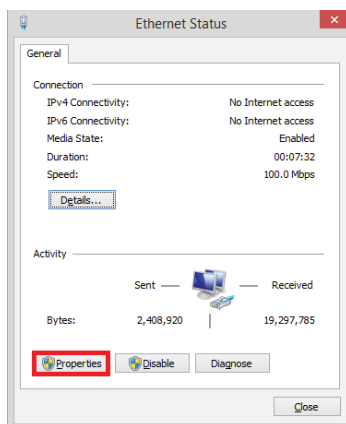 Ethernet Status
General
Connection
IPv4 Connectivity: No Internet access
IPv6 Connectivity: No Internet access
Media State: Enabled
Duration: 00:07:32
Speed: 100.0 Mbps
Details...
Activity
Sent — — Received
Bytes: 2,408,920 | 19,297,785
Properties Disable Diagnose
Close